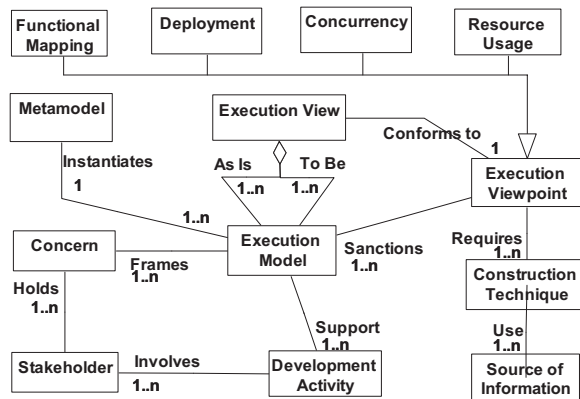 Functional
Mapping
Deployment
Concurrency
Resource
Usage
Metamodel
Execution View
Conforms to
1
Instantiates
1
As Is
1..n
To Be
1..n
Execution
Viewpoint
1..n
Concern
Frames
1..n
Execution
Model
Sanctions
1..n
Requires
1..n
Construction
Technique
Holds
1..n
Support
1..n
Use
1..n
Stakeholder
Involves
1..n
Development
Activity
Source of
Information